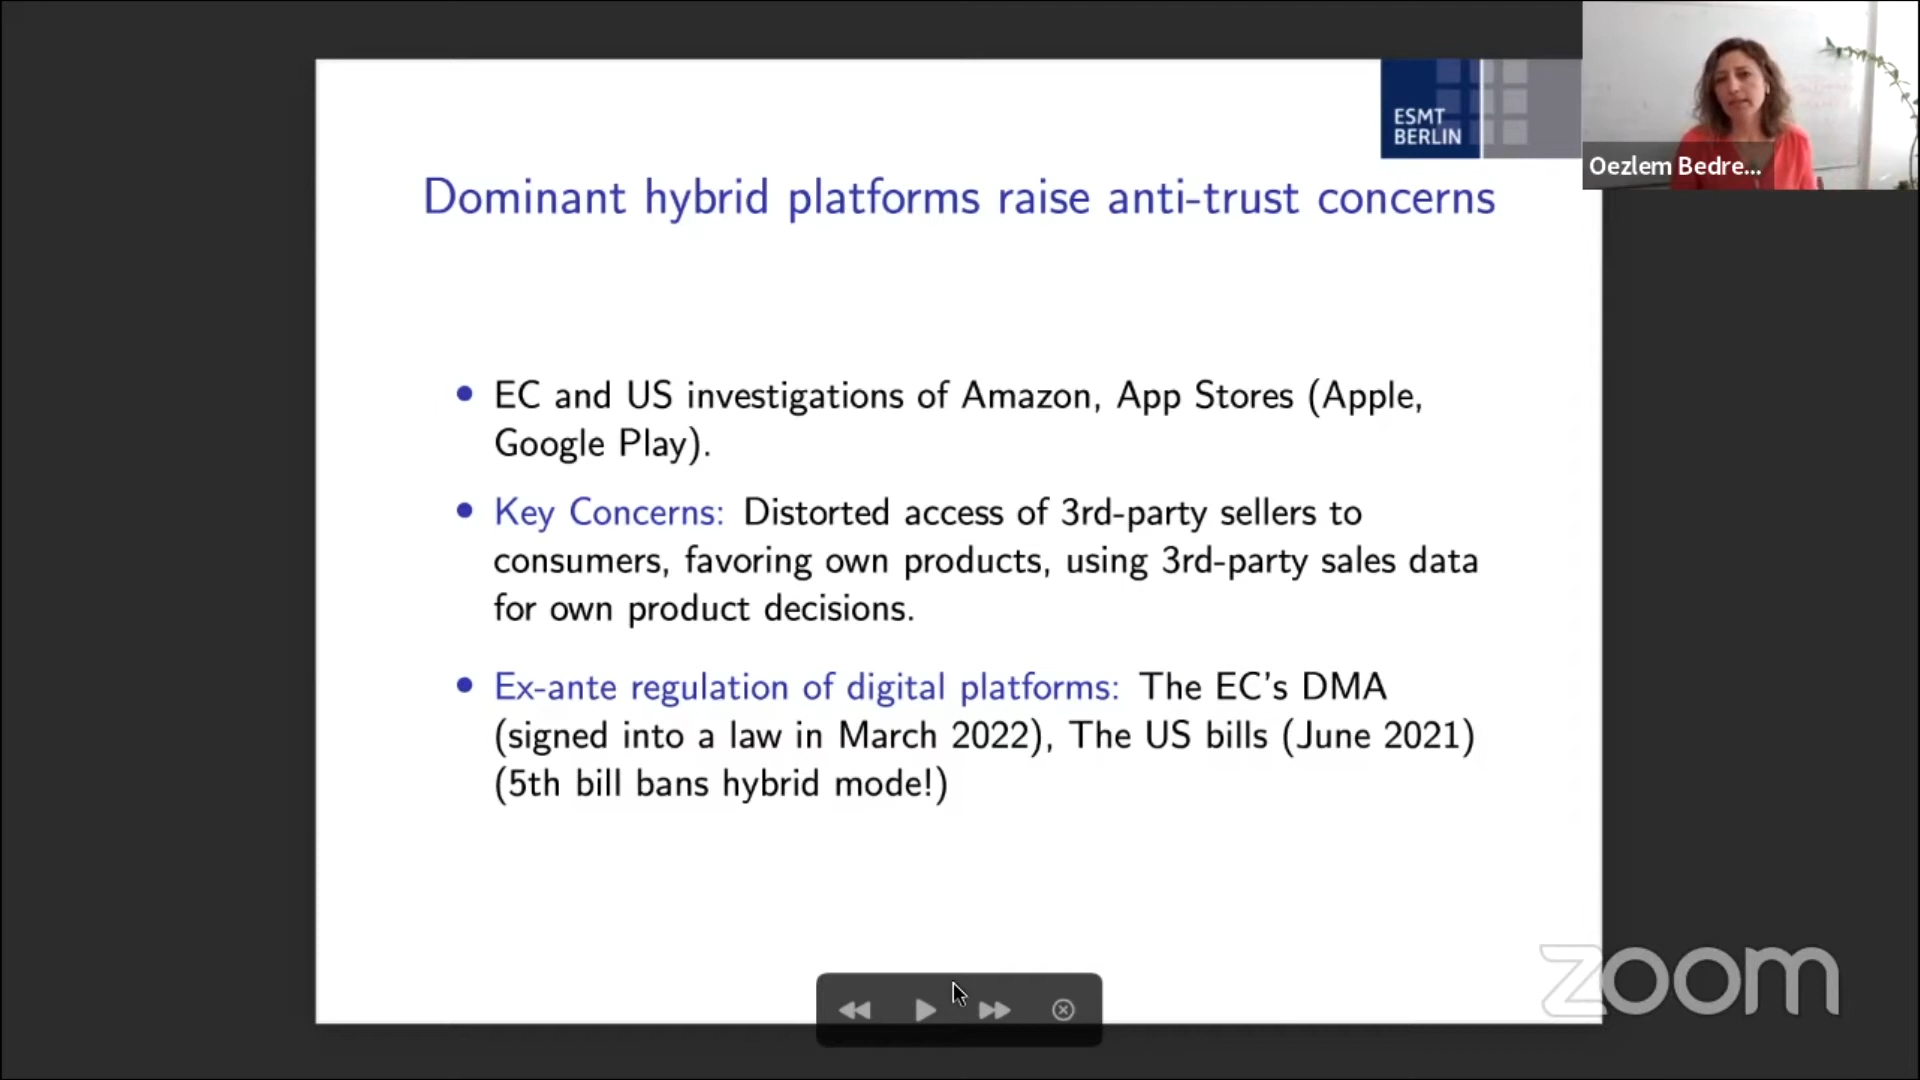 ESMT
BERLIN
Oezlem Bedre...
Dominant hybrid platforms raise anti-trust concerns
• EC and US investigations of Amazon, App Stores (Apple,
Google Play).
• Key Concerns: Distorted access of 3rd-party sellers to
consumers, favoring own products, using 3rd-party sales data
for own product decisions.
• Ex-ante regulation of digital platforms: The EC's DMA
(signed into a law in March 2022), The US bills (June 2021)
(5th bill bans hybrid mode!)
zoom